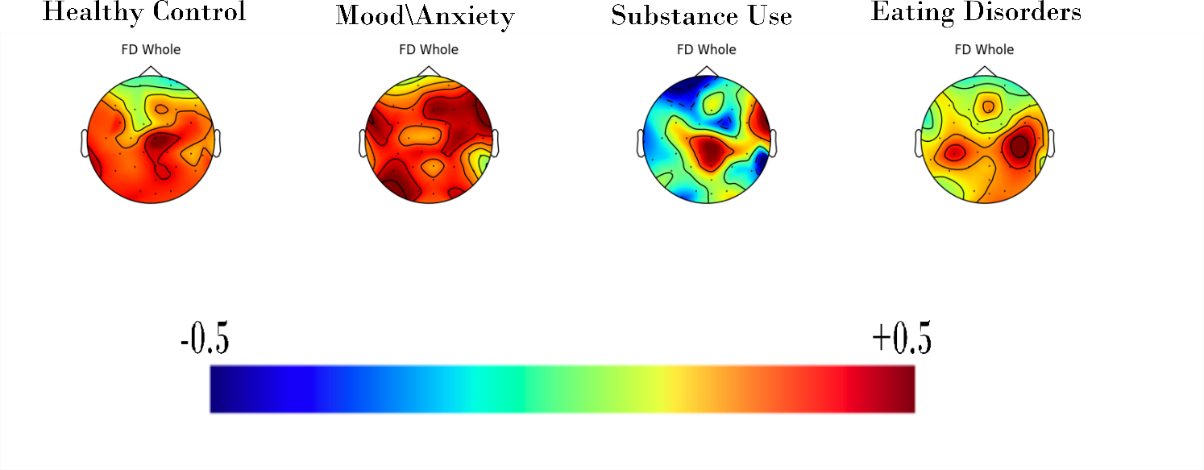 Healthy Control
Mood\Anxiety
Substance Use
Eating Disorders
FD Whole
FD Whole
FD Whole
FD Whole
-0.5
+0.5